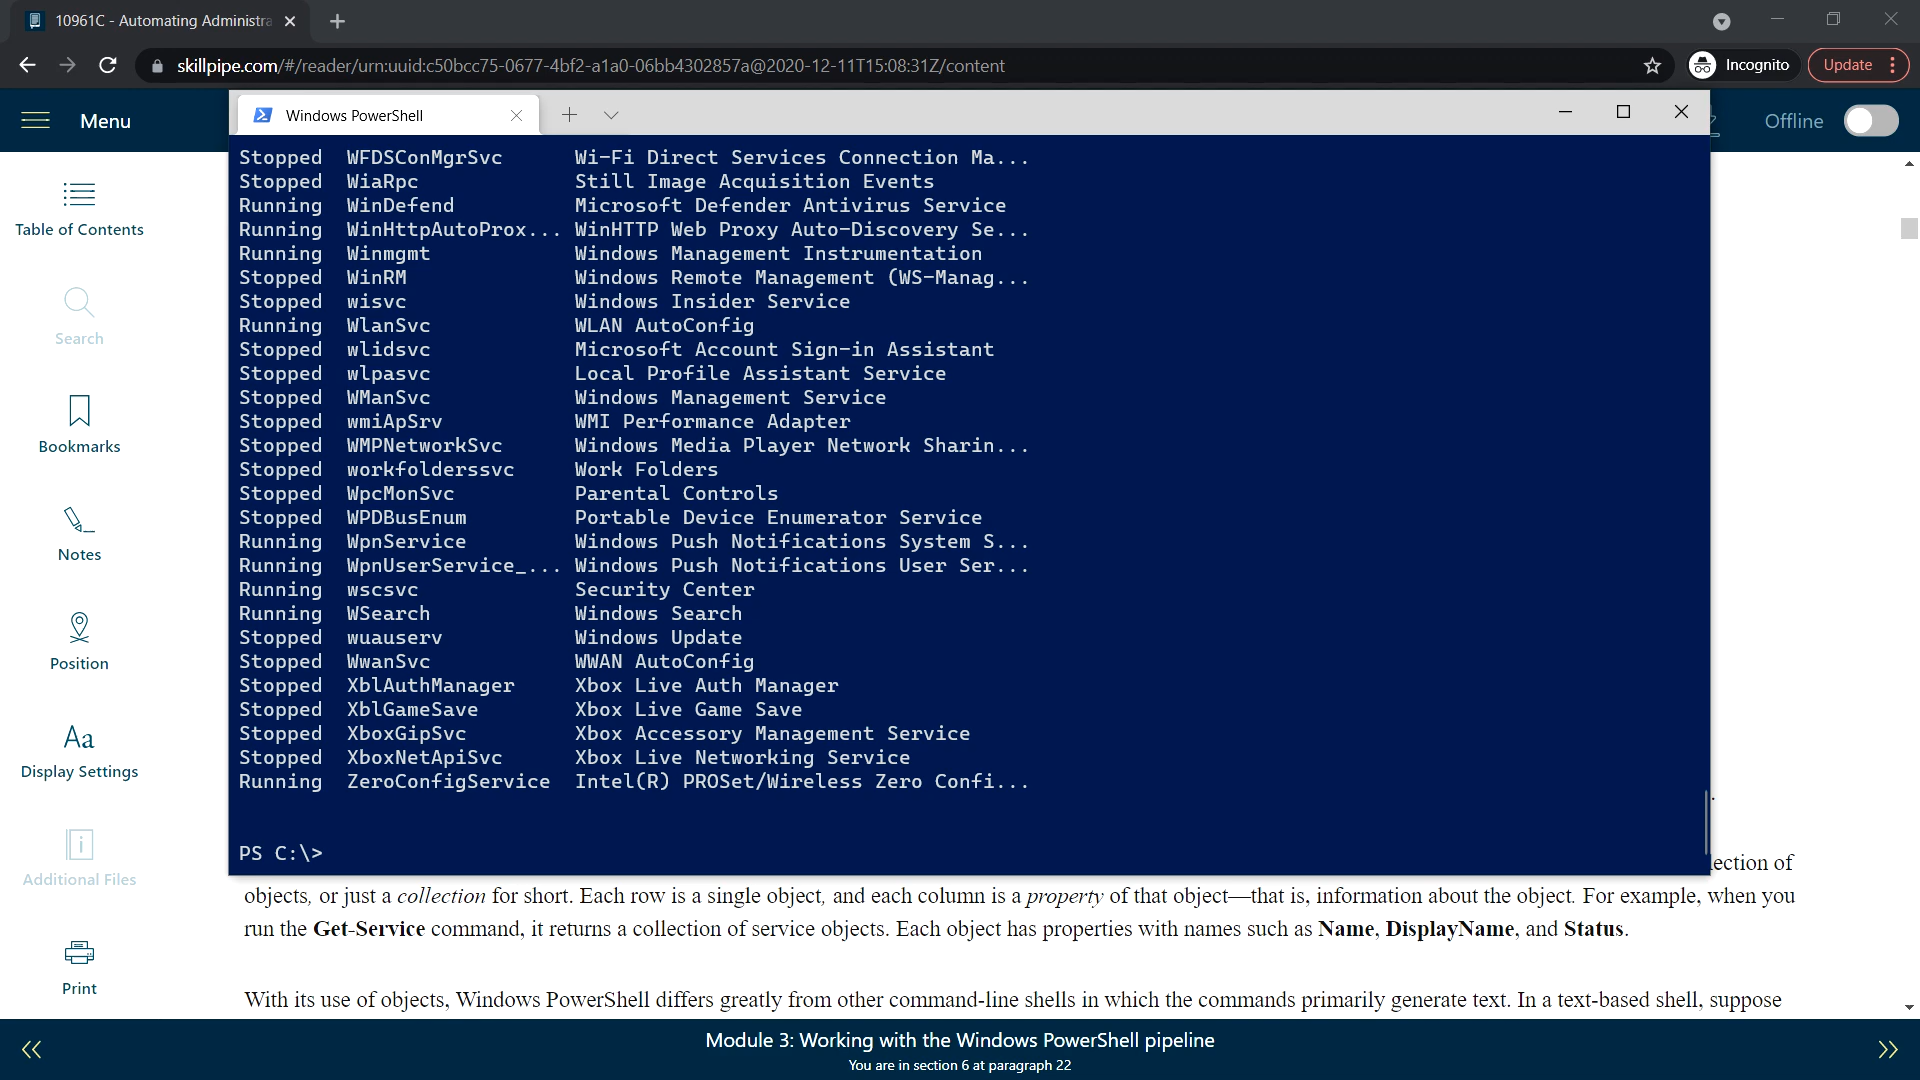 10961C - Automating Administra
skillpipe.com/#/reader/urn:uuid:c50bcc75-0677-4bf2-a1a0-06bb4302857a@2020-12-11T15:08:31Z/content
Incognito
Update
Menu
Windows PowerShell
Offline
Table of Contents
Search
Bookmarks
Notes
Position
Aa
Display Settings
Additional Files
Print
Stopped WFDSConMgrSvc Wi-Fi Direct Services Connection Ma...
Stopped WiaRpc Still Image Acquisition Events
Running WinDefend Microsoft Defender Antivirus Service
Running WinHttpAutoProx... WinHTTP Web Proxy Auto-Discovery Se...
Running Winmgmt Windows Management Instrumentation
Stopped WinRM Windows Remote Management (WS-Manag...
Stopped wisvc Windows Insider Service
Running WlanSvc WLAN AutoConfig
Stopped wlidsvc Microsoft Account Sign-in Assistant
Stopped wlpasvc Local Profile Assistant Service
Stopped WManSvc Windows Management Service
Stopped wmiApSrv WMI Performance Adapter
Stopped WMPNetworkSvc Windows Media Player Network Sharin...
Stopped workfolderssvc Work Folders
Stopped WpcMonSvc Parental Controls
Stopped WPDBusEnum Portable Device Enumerator Service
Running WpnService Windows Push Notifications System S...
Running WpnUserService_... Windows Push Notifications User Ser...
Running wscsvc Security Center
Running WSearch Windows Search
Stopped wuauserv Windows Update
Stopped WwanSvc WWAN AutoConfig
Stopped XblAuthManager Xbox Live Auth Manager
Stopped XblGameSave Xbox Live Game Save
Stopped XboxGipSvc Xbox Accessory Management Service
Stopped XboxNetApiSvc Xbox Live Networking Service
Running ZeroConfigService Intel(R) PROSet/Wireless Zero Confi...
PS C:\>
lection of
objects, or just a collection for short. Each row is a single object, and each column is a property of that object—that is, information about the object. For example, when you
run the Get-Service command, it returns a collection of service objects. Each object has properties with names such as Name, DisplayName, and Status.
With its use of objects, Windows PowerShell differs greatly from other command-line shells in which the commands primarily generate text. In a text-based shell, suppose
Module 3: Working with the Windows PowerShell pipeline
You are in section 6 at paragraph 22